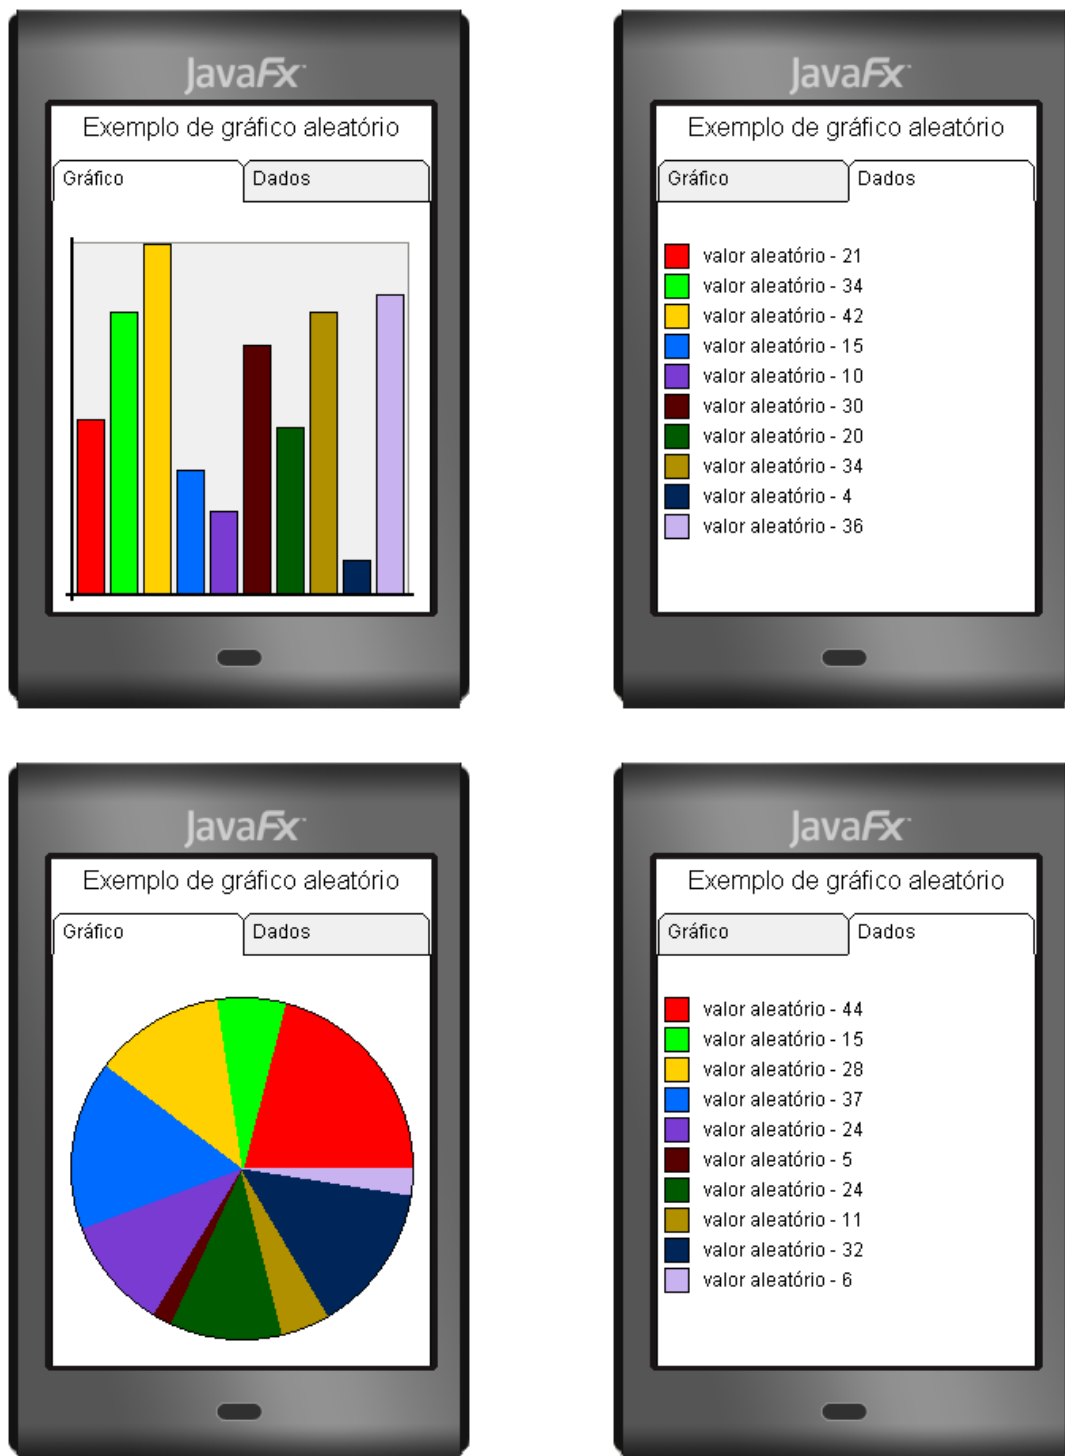 JavaFx
Exemplo de gráfico aleatório
Gráfico
Dados
JavaFx
Exemplo de gráfico aleatório
Gráfico
Dados
valor aleatório - 21
valor aleatório - 34
valor aleatório - 42
valor aleatório - 15
valor aleatório - 10
valor aleatório - 30
valor aleatório - 20
valor aleatório - 34
valor aleatório - 4
valor aleatório - 36
JavaFx
Exemplo de gráfico aleatório
Gráfico
Dados
JavaFx
Exemplo de gráfico aleatório
Gráfico
Dados
valor aleatório - 44
valor aleatório - 15
valor aleatório - 28
valor aleatório - 37
valor aleatório - 24
valor aleatório - 5
valor aleatório - 24
valor aleatório - 11
valor aleatório - 32
valor aleatório - 6